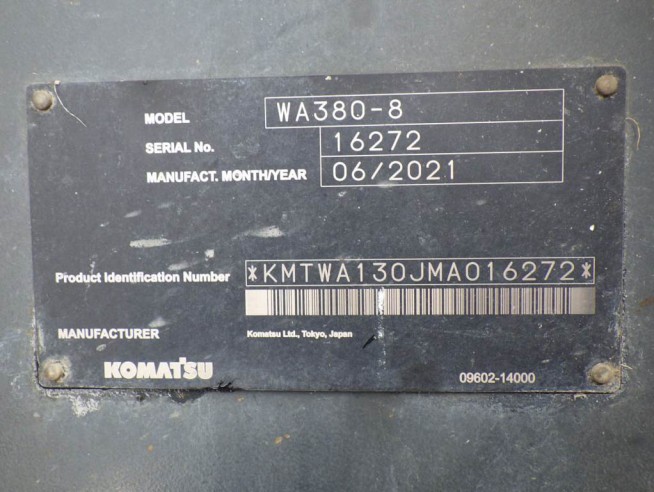 MODEL WA380-8
SERIAL No. 16272
MANUFACT. MONTH/YEAR 06/2021
Product Identification Number *KMTWA130JMA016272*
MANUFACTURER Komatsu Ltd., Tokyo, Japan
KOMATSU 09602-14000